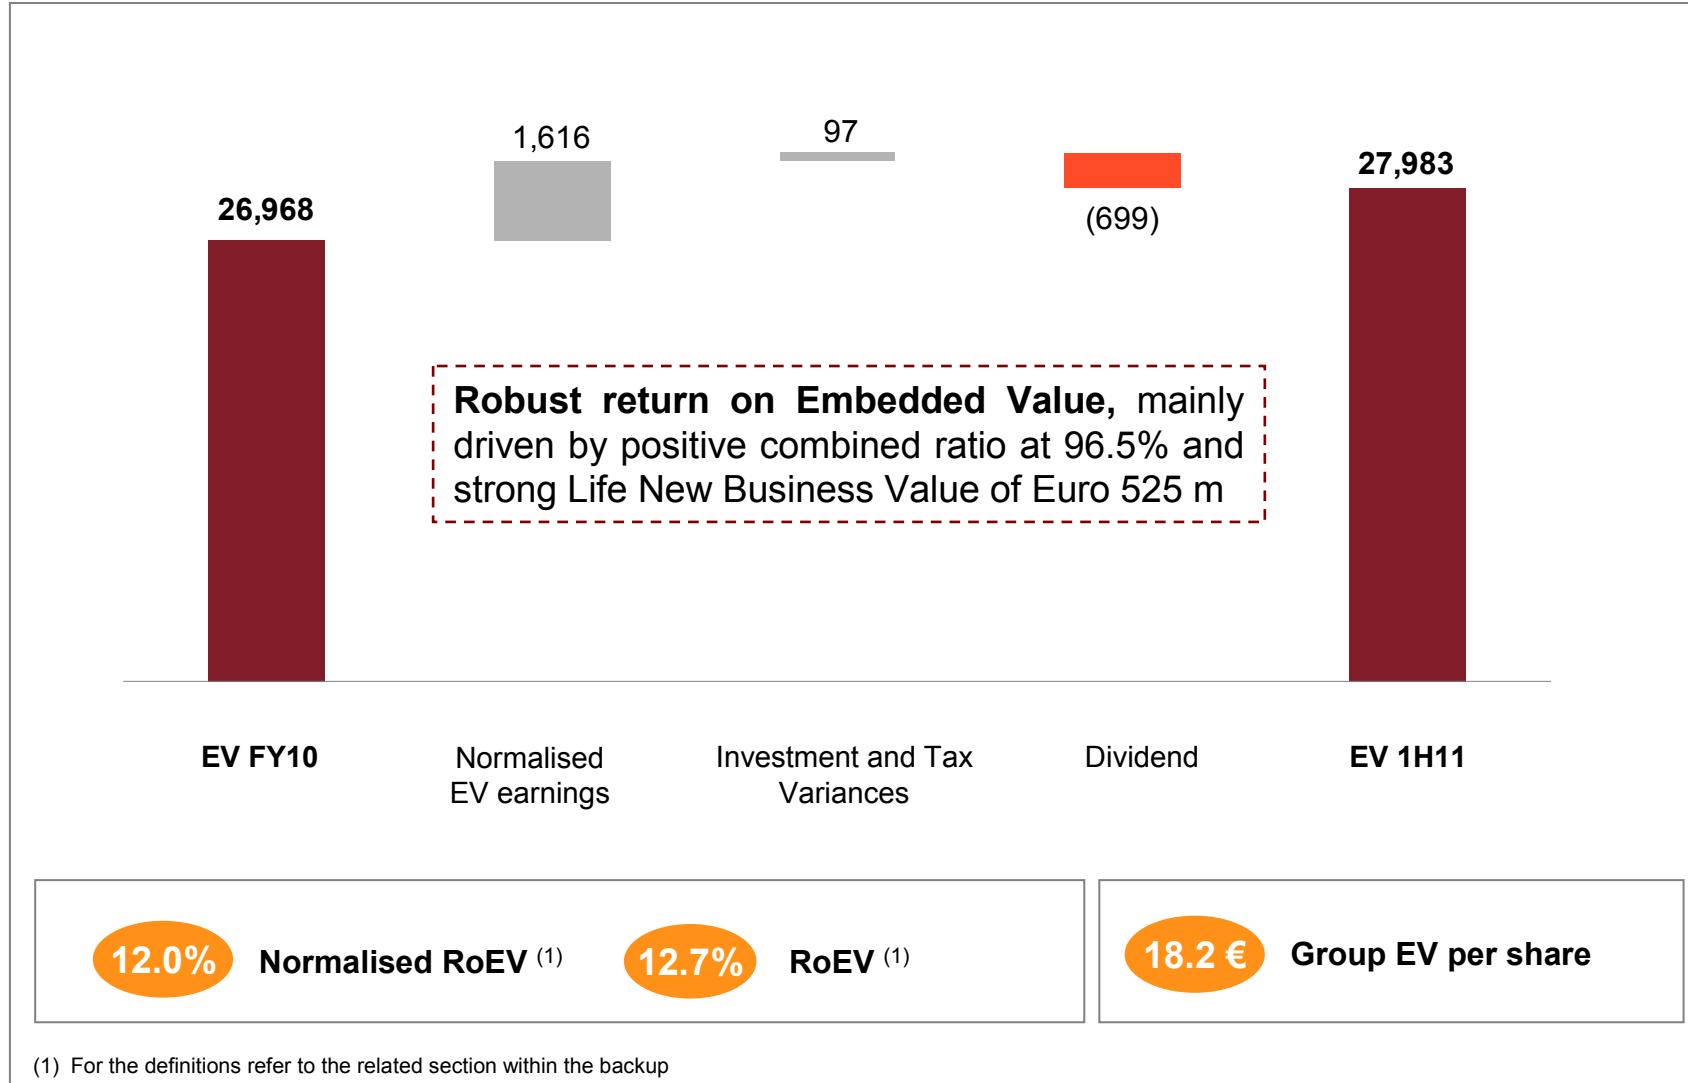 1,616
97
26,968
(699)
27,983
Robust return on Embedded Value, mainly
driven by positive combined ratio at 96.5% and
strong Life New Business Value of Euro 525 m
EV FY10
Normalised
EV earnings
Investment and Tax
Variances
Dividend
EV 1H11
12.0%
Normalised RoEV (1)
12.7%
RoEV (1)
18.2 €
Group EV per share
(1) For the definitions refer to the related section within the backup